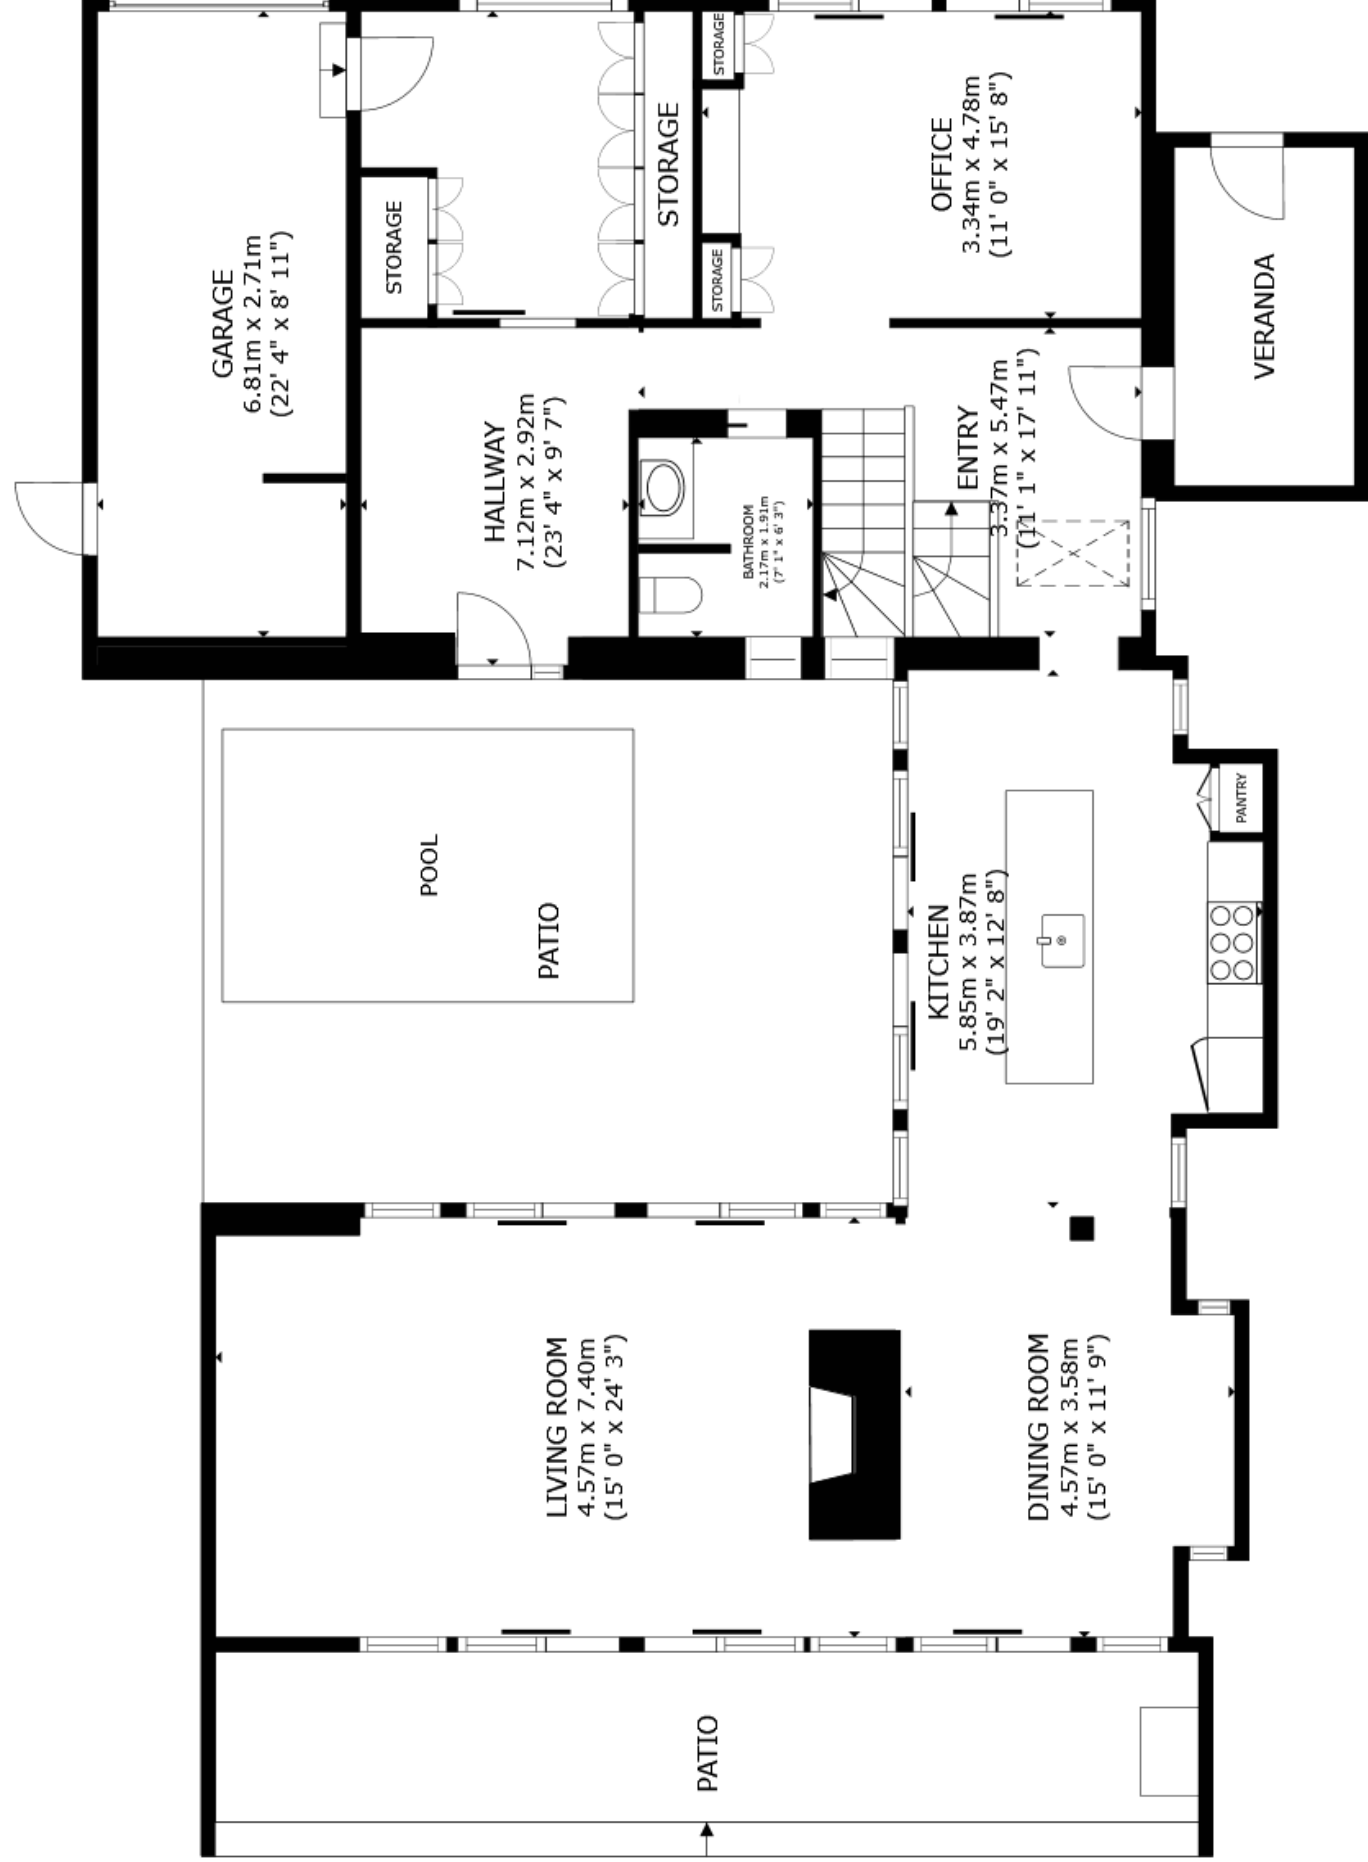 GARAGE
6.81m x 2.71m
(22' 4" x 8' 11")
STORAGE
STORAGE
STORAGE
STORAGE
OFFICE
3.34m x 4.78m
(11' 0" x 15' 8")
VERANDA
HALLWAY
7.12m x 2.92m
(23' 4" x 9' 7")
BATHROOM
2.17m x 1.91m
(7' 1" x 6' 3")
ENTRY
3.37m x 5.47m
(11' 1" x 17' 11")
POOL
PATIO
KITCHEN
5.85m x 3.87m
(19' 2" x 12' 8")
PANTRY
LIVING ROOM
4.57m x 7.40m
(15' 0" x 24' 3")
DINING ROOM
4.57m x 3.58m
(15' 0" x 11' 9")
PATIO